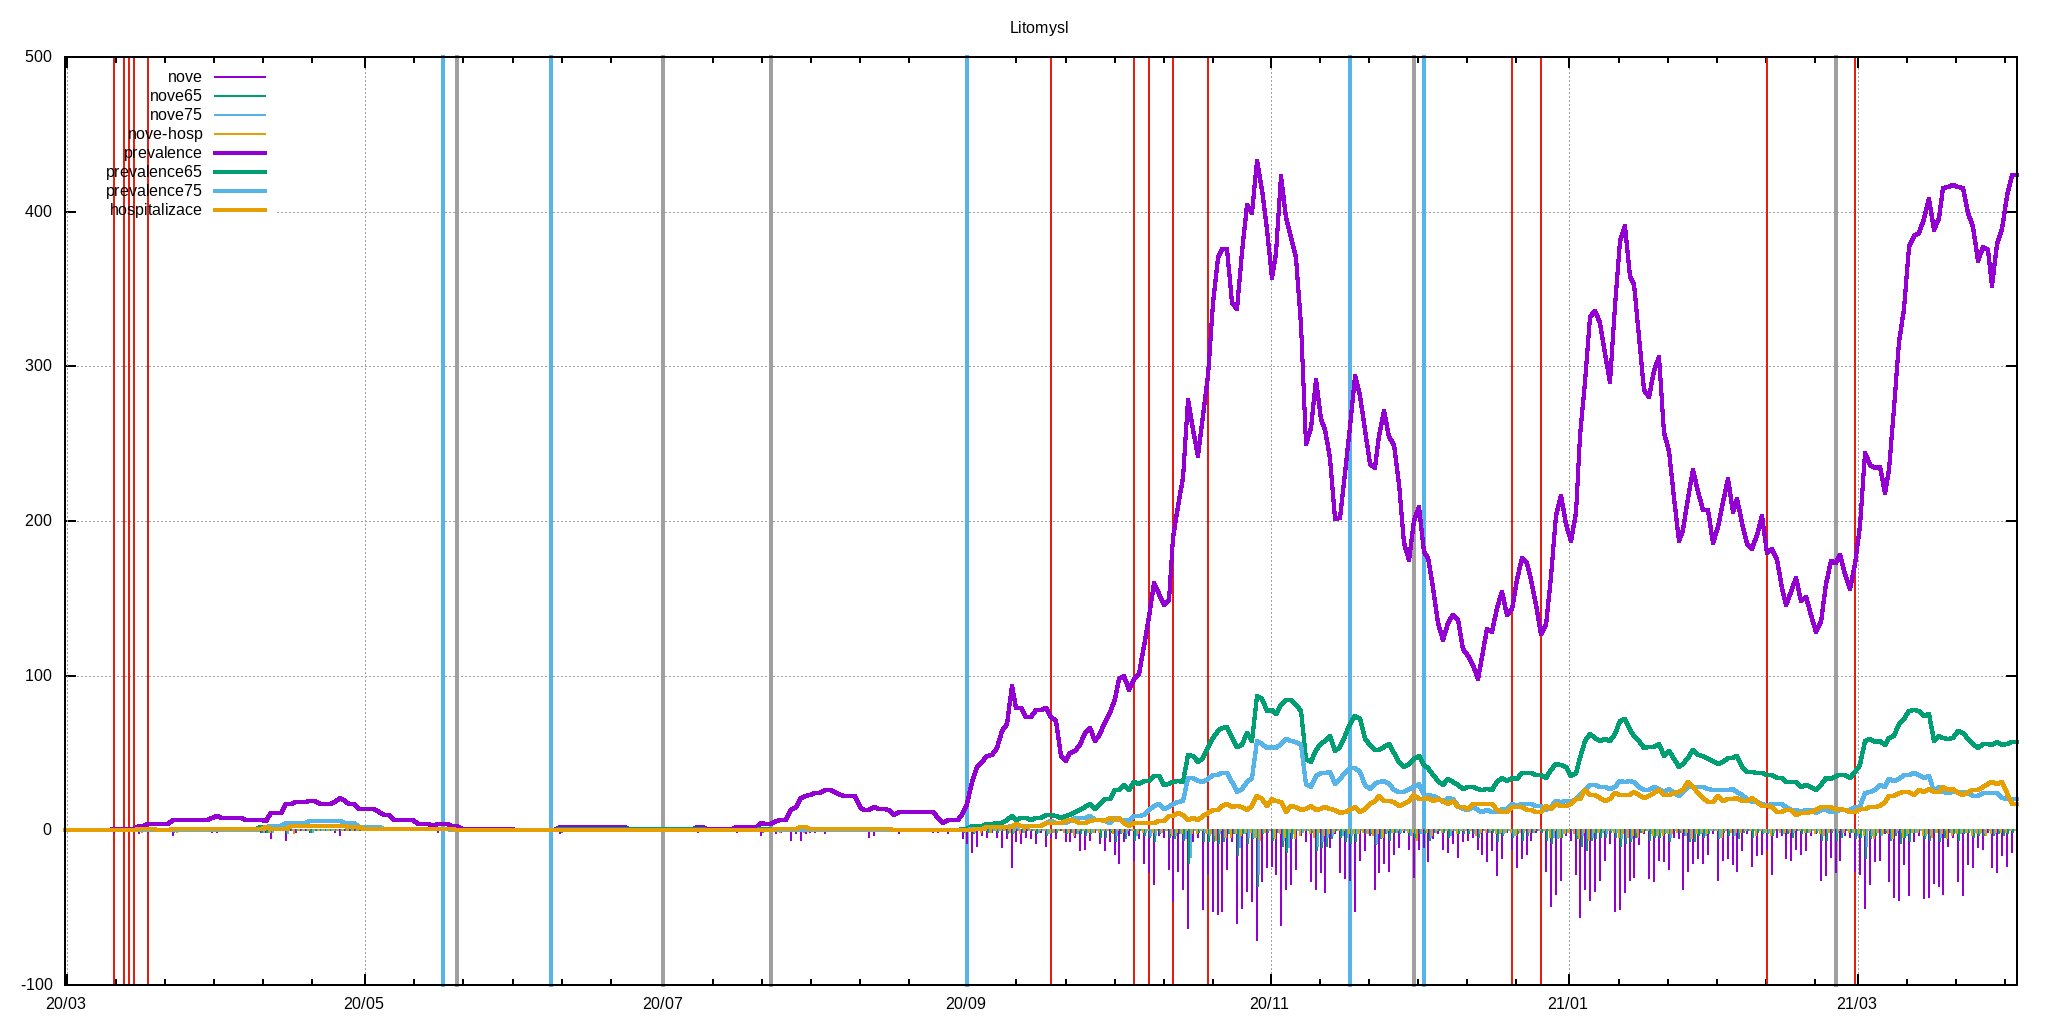 Litomysl
500
400
300
200
100
0
-100
nove
nove65
nove75
nove-hosp
prevalence
prevalence65
prevalence75
hospitalizace
20/03
20/05
20/07
20/09
20/11
21/01
21/03